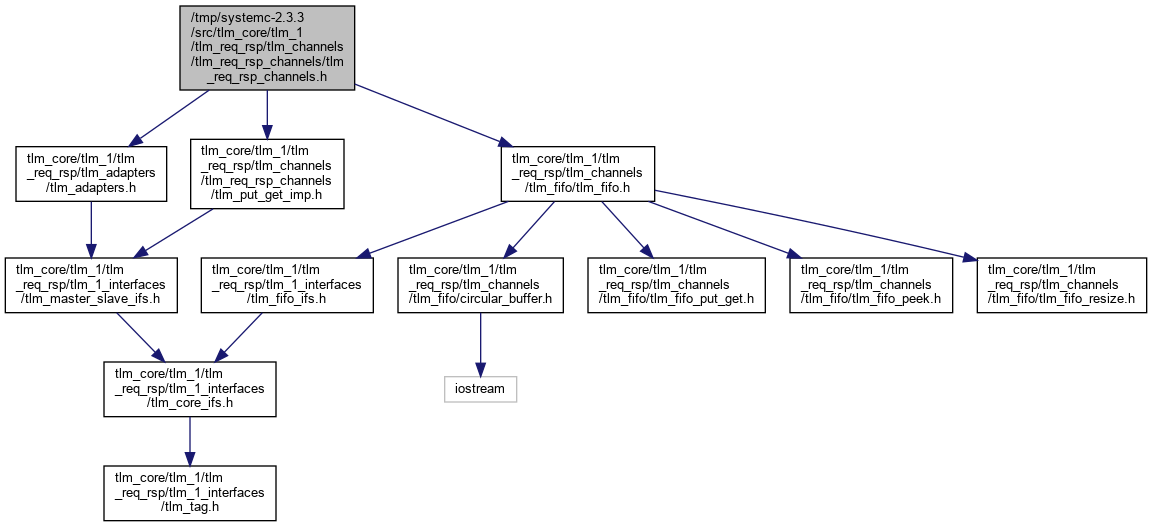 /tmp/systemc-2.3.3
/src/tlm_core/tlm_1
/tlm_req_rsp/tlm_channels
/tlm_req_rsp_channels/tlm
_req_rsp_channels.h
tlm_core/tlm_1/tlm
_req_rsp/tlm_adapters
/tlm_adapters.h
tlm_core/tlm_1/tlm
_req_rsp/tlm_channels
/tlm_req_rsp_channels
/tlm_put_get_imp.h
tlm_core/tlm_1/tlm
_req_rsp/tlm_channels
/tlm_fifo/tlm_fifo.h
tlm_core/tlm_1/tlm
_req_rsp/tlm_1_interfaces
/tlm_master_slave_ifs.h
tlm_core/tlm_1/tlm
_req_rsp/tlm_1_interfaces
/tlm_fifo_ifs.h
tlm_core/tlm_1/tlm
_req_rsp/tlm_channels
/tlm_fifo/circular_buffer.h
tlm_core/tlm_1/tlm
_req_rsp/tlm_channels
/tlm_fifo/tlm_fifo_put_get.h
tlm_core/tlm_1/tlm
_req_rsp/tlm_channels
/tlm_fifo/tlm_fifo_peek.h
tlm_core/tlm_1/tlm
_req_rsp/tlm_channels
/tlm_fifo/tlm_fifo_resize.h
tlm_core/tlm_1/tlm
_req_rsp/tlm_1_interfaces
/tlm_core_ifs.h
iostream
tlm_core/tlm_1/tlm
_req_rsp/tlm_1_interfaces
/tlm_tag.h